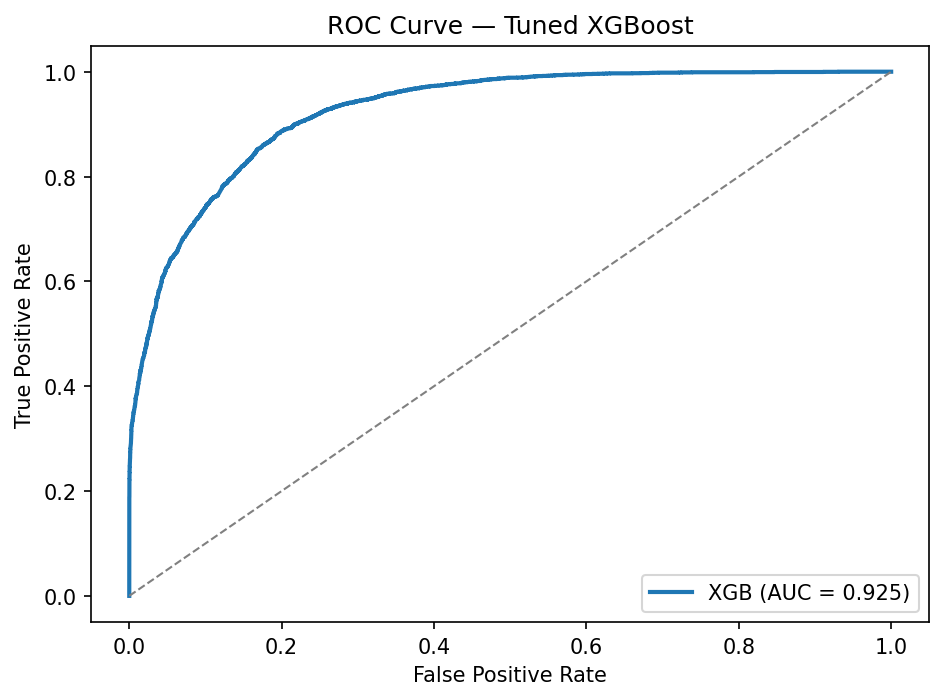 ROC Curve — Tuned XGBoost
True Positive Rate
1.0
0.8
0.6
0.4
0.2
0.0
XGB (AUC = 0.925)
0.0 0.2 0.4 0.6 0.8 1.0
False Positive Rate